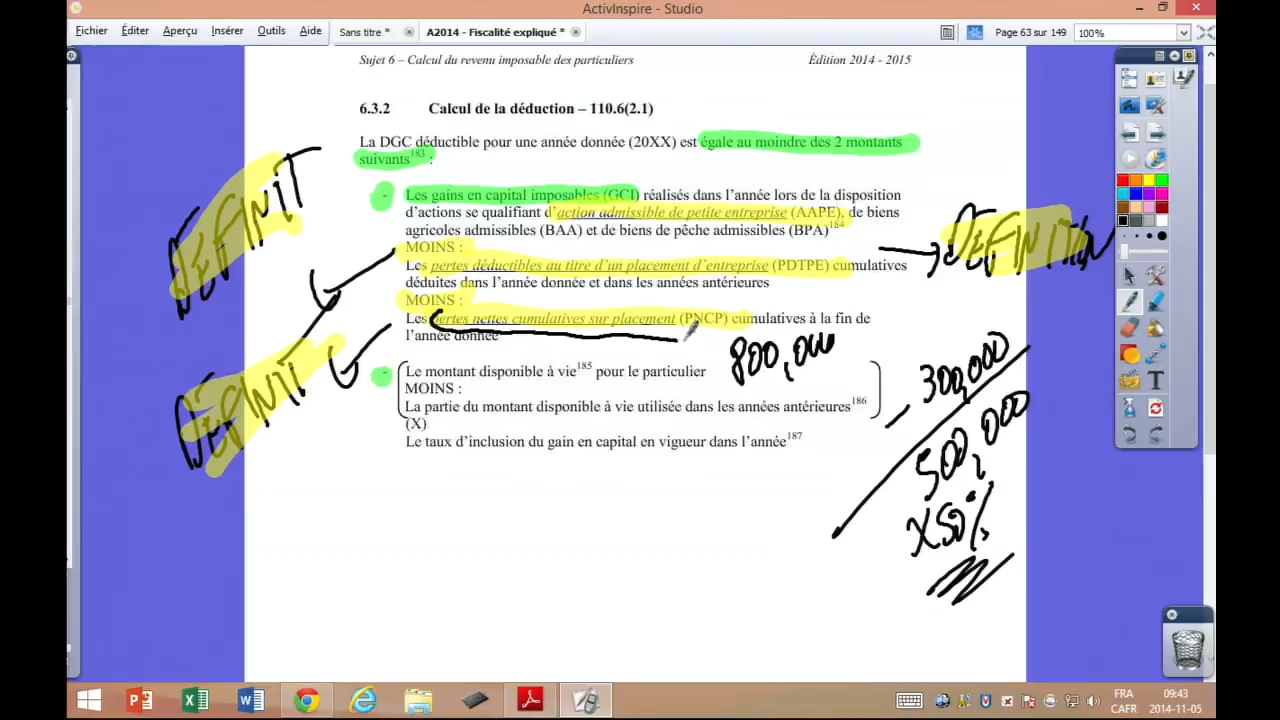 ActivInspire - Studio
Fichier Éditer Aperçu Insérer Outils Aide Sans titre * A2014 - Fiscalité expliqué * Page 63 sur 149 100%
Sujet 6 – Calcul du revenu imposable des particuliers Édition 2014 - 2015
6.3.2 Calcul de la déduction – 110.6(2.1)
La DGC déductible pour une année donnée (20XX) est égale au moindre des 2 montants
suivants183 :
- Les gains en capital imposables (GCI) réalisés dans l'année lors de la disposition
d'actions se qualifiant d'action admissible de petite entreprise (AAPE), de biens
agricoles admissibles (BAA) et de biens de pêche admissibles (BPA)184
MOINS :
Les pertes déductibles au titre d'un placement d'entreprise (PDTPE) cumulatives
déduites dans l'année donnée et dans les années antérieures
MOINS :
Les pertes nettes cumulatives sur placement (PNCP) cumulatives à la fin de
l'année donnée
- Le montant disponible à vie185 pour le particulier
MOINS :
La partie du montant disponible à vie utilisée dans les années antérieures186
(X)
Le taux d'inclusion du gain en capital en vigueur dans l'année187
DEFINIT
DEFINIT
DEFINITION
800,000
- 300,000
500,000
X50%
FRA
CAFR
09:43
2014-11-05